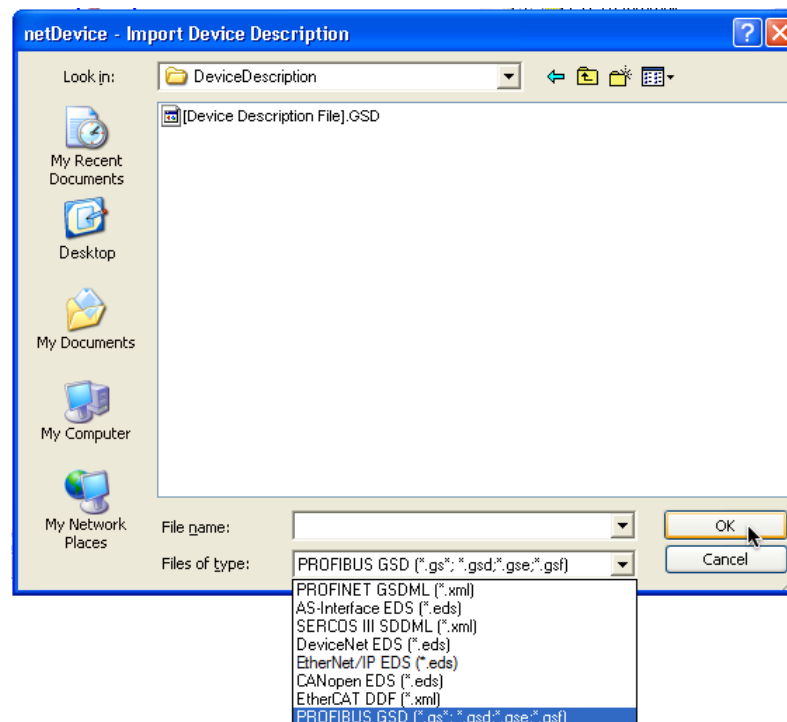 netDevice - Import Device Description
Look in:
DeviceDescription
[Device Description File].GSD
My Recent
Documents
Desktop
My Documents
My Computer
My Network
Places
File name:
OK
Files of type:
PROFIBUS GSD (*.gs*; *.gsd;*.gse;*.gsf)
Cancel
PROFINET GSDML (*.xml)
AS-Interface EDS (*.eds)
SERCOS III SDDML (*.xml)
DeviceNet EDS (*.eds)
EtherNet/IP EDS (*.eds)
CANopen EDS (*.eds)
EtherCAT DDF (*.xml)
PROFIBUS GSD (*.gs*; *.gsd;*.gse;*.gsf)